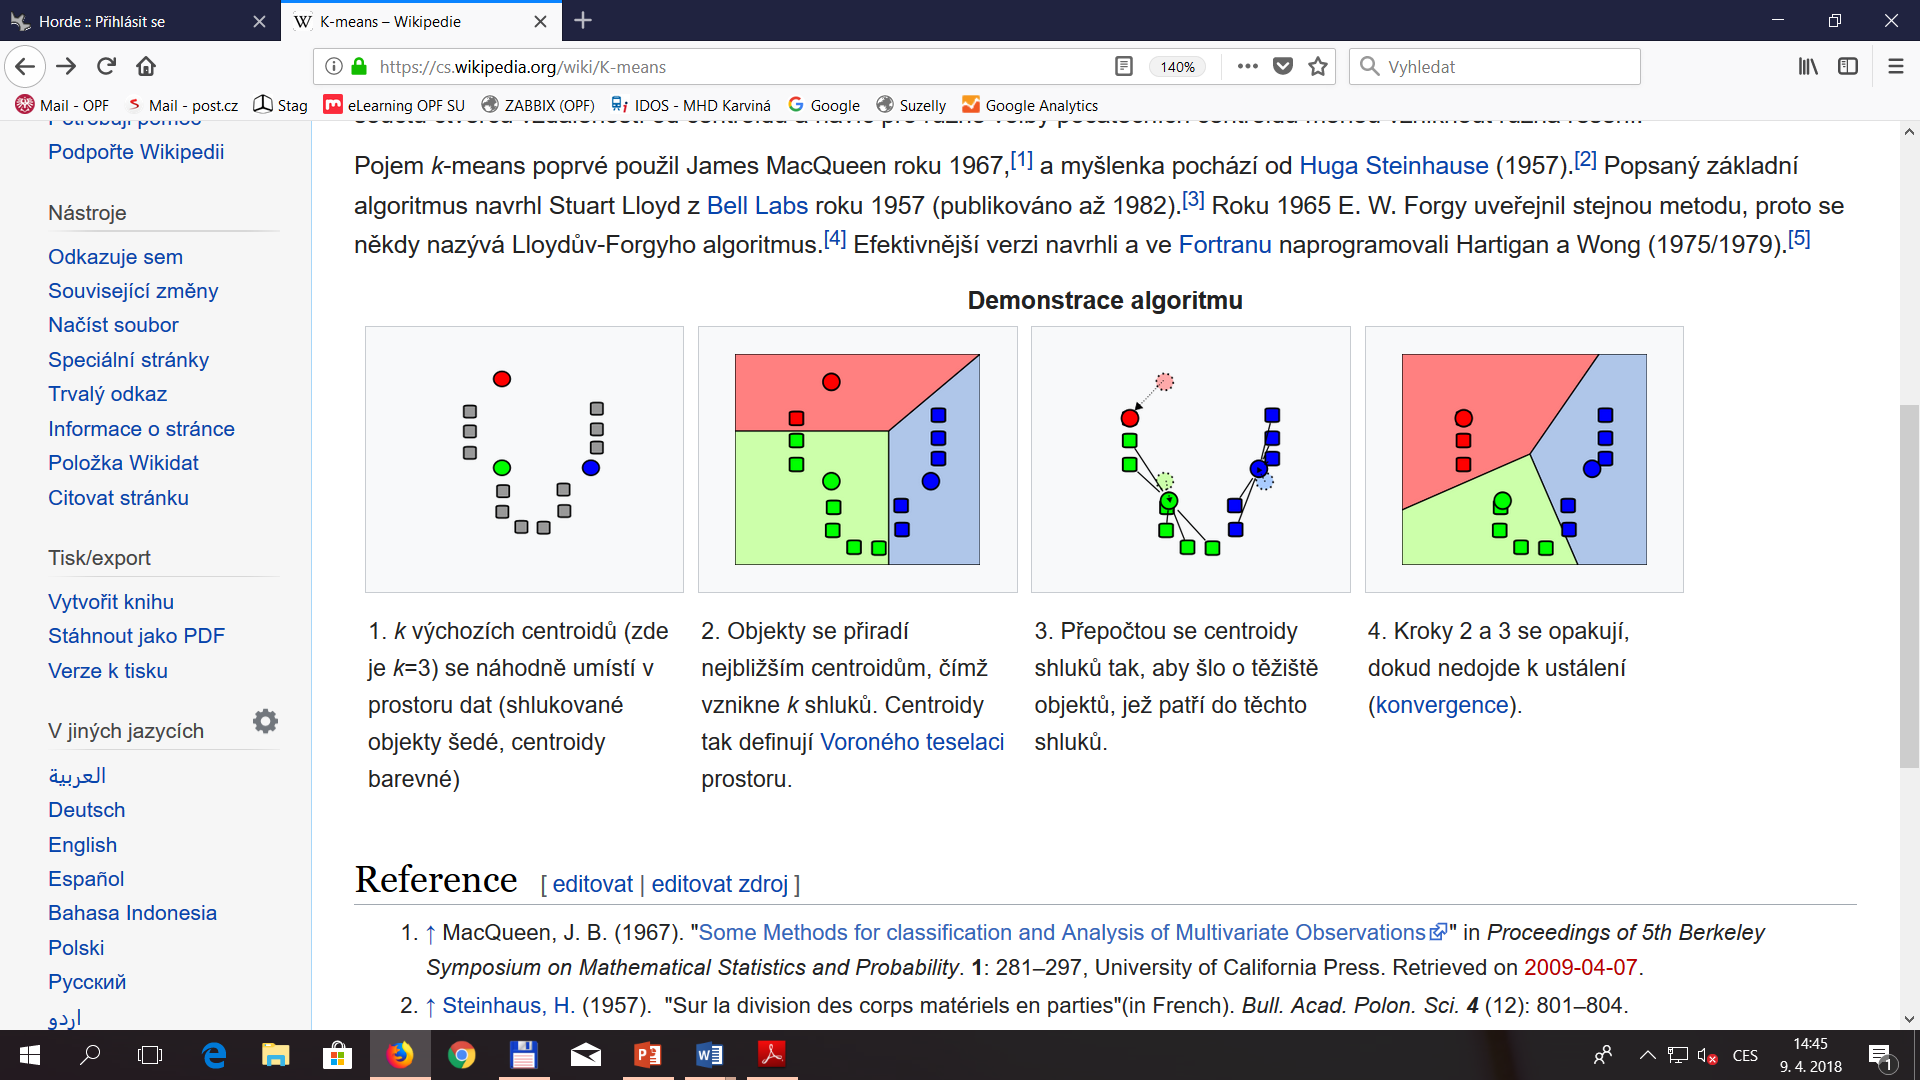 Horde :: Přihlásit se
K-means – Wikipedie
https://cs.wikipedia.org/wiki/K-means
140%
Vyhledat
Mail - OPF
Mail - post.cz
Stag
eLearning OPF SU
ZABBIX (OPF)
IDOS - MHD Karviná
Google
Suzelly
Google Analytics
Podpořte Wikipedii
Nástroje
Odkazuje sem
Související změny
Načíst soubor
Speciální stránky
Trvalý odkaz
Informace o stránce
Položka Wikidat
Citovat stránku
Tisk/export
Vytvořit knihu
Stáhnout jako PDF
Verze k tisku
V jiných jazycích
العربية
Deutsch
English
Español
Bahasa Indonesia
Polski
Русский
اردو
Pojem k-means poprvé použil James MacQueen roku 1967,[1] a myšlenka pochází od Huga Steinhause (1957).[2] Popsaný základní
algoritmus navrhl Stuart Lloyd z Bell Labs roku 1957 (publikováno až 1982).[3] Roku 1965 E. W. Forgy uveřejnil stejnou metodu, proto se
někdy nazývá Lloydův-Forgyho algoritmus.[4] Efektivnější verzi navrhli a ve Fortranu naprogramovali Hartigan a Wong (1975/1979).[5]
Demonstrace algoritmu
1. k výchozích centroidů (zde
je k=3) se náhodně umístí v
prostoru dat (shlukované
objekty šedé, centroidy
barevné)
2. Objekty se přiradí
nejbližším centroidům, čímž
vznikne k shluků. Centroidy
tak definují Voroného teselaci
prostoru.
3. Přepočtou se centroidy
shluků tak, aby šlo o těžiště
objektů, jež patří do těchto
shluků.
4. Kroky 2 a 3 se opakují,
dokud nedojde k ustálení
(konvergence).
Reference [ editovat | editovat zdroj ]
1. ↑ MacQueen, J. B. (1967). "Some Methods for classification and Analysis of Multivariate Observations" in Proceedings of 5th Berkeley
Symposium on Mathematical Statistics and Probability. 1: 281–297, University of California Press. Retrieved on 2009-04-07.
2. ↑ Steinhaus, H. (1957). "Sur la division des corps matériels en parties"(in French). Bull. Acad. Polon. Sci. 4 (12): 801–804.
CES
14:45
9. 4. 2018
1